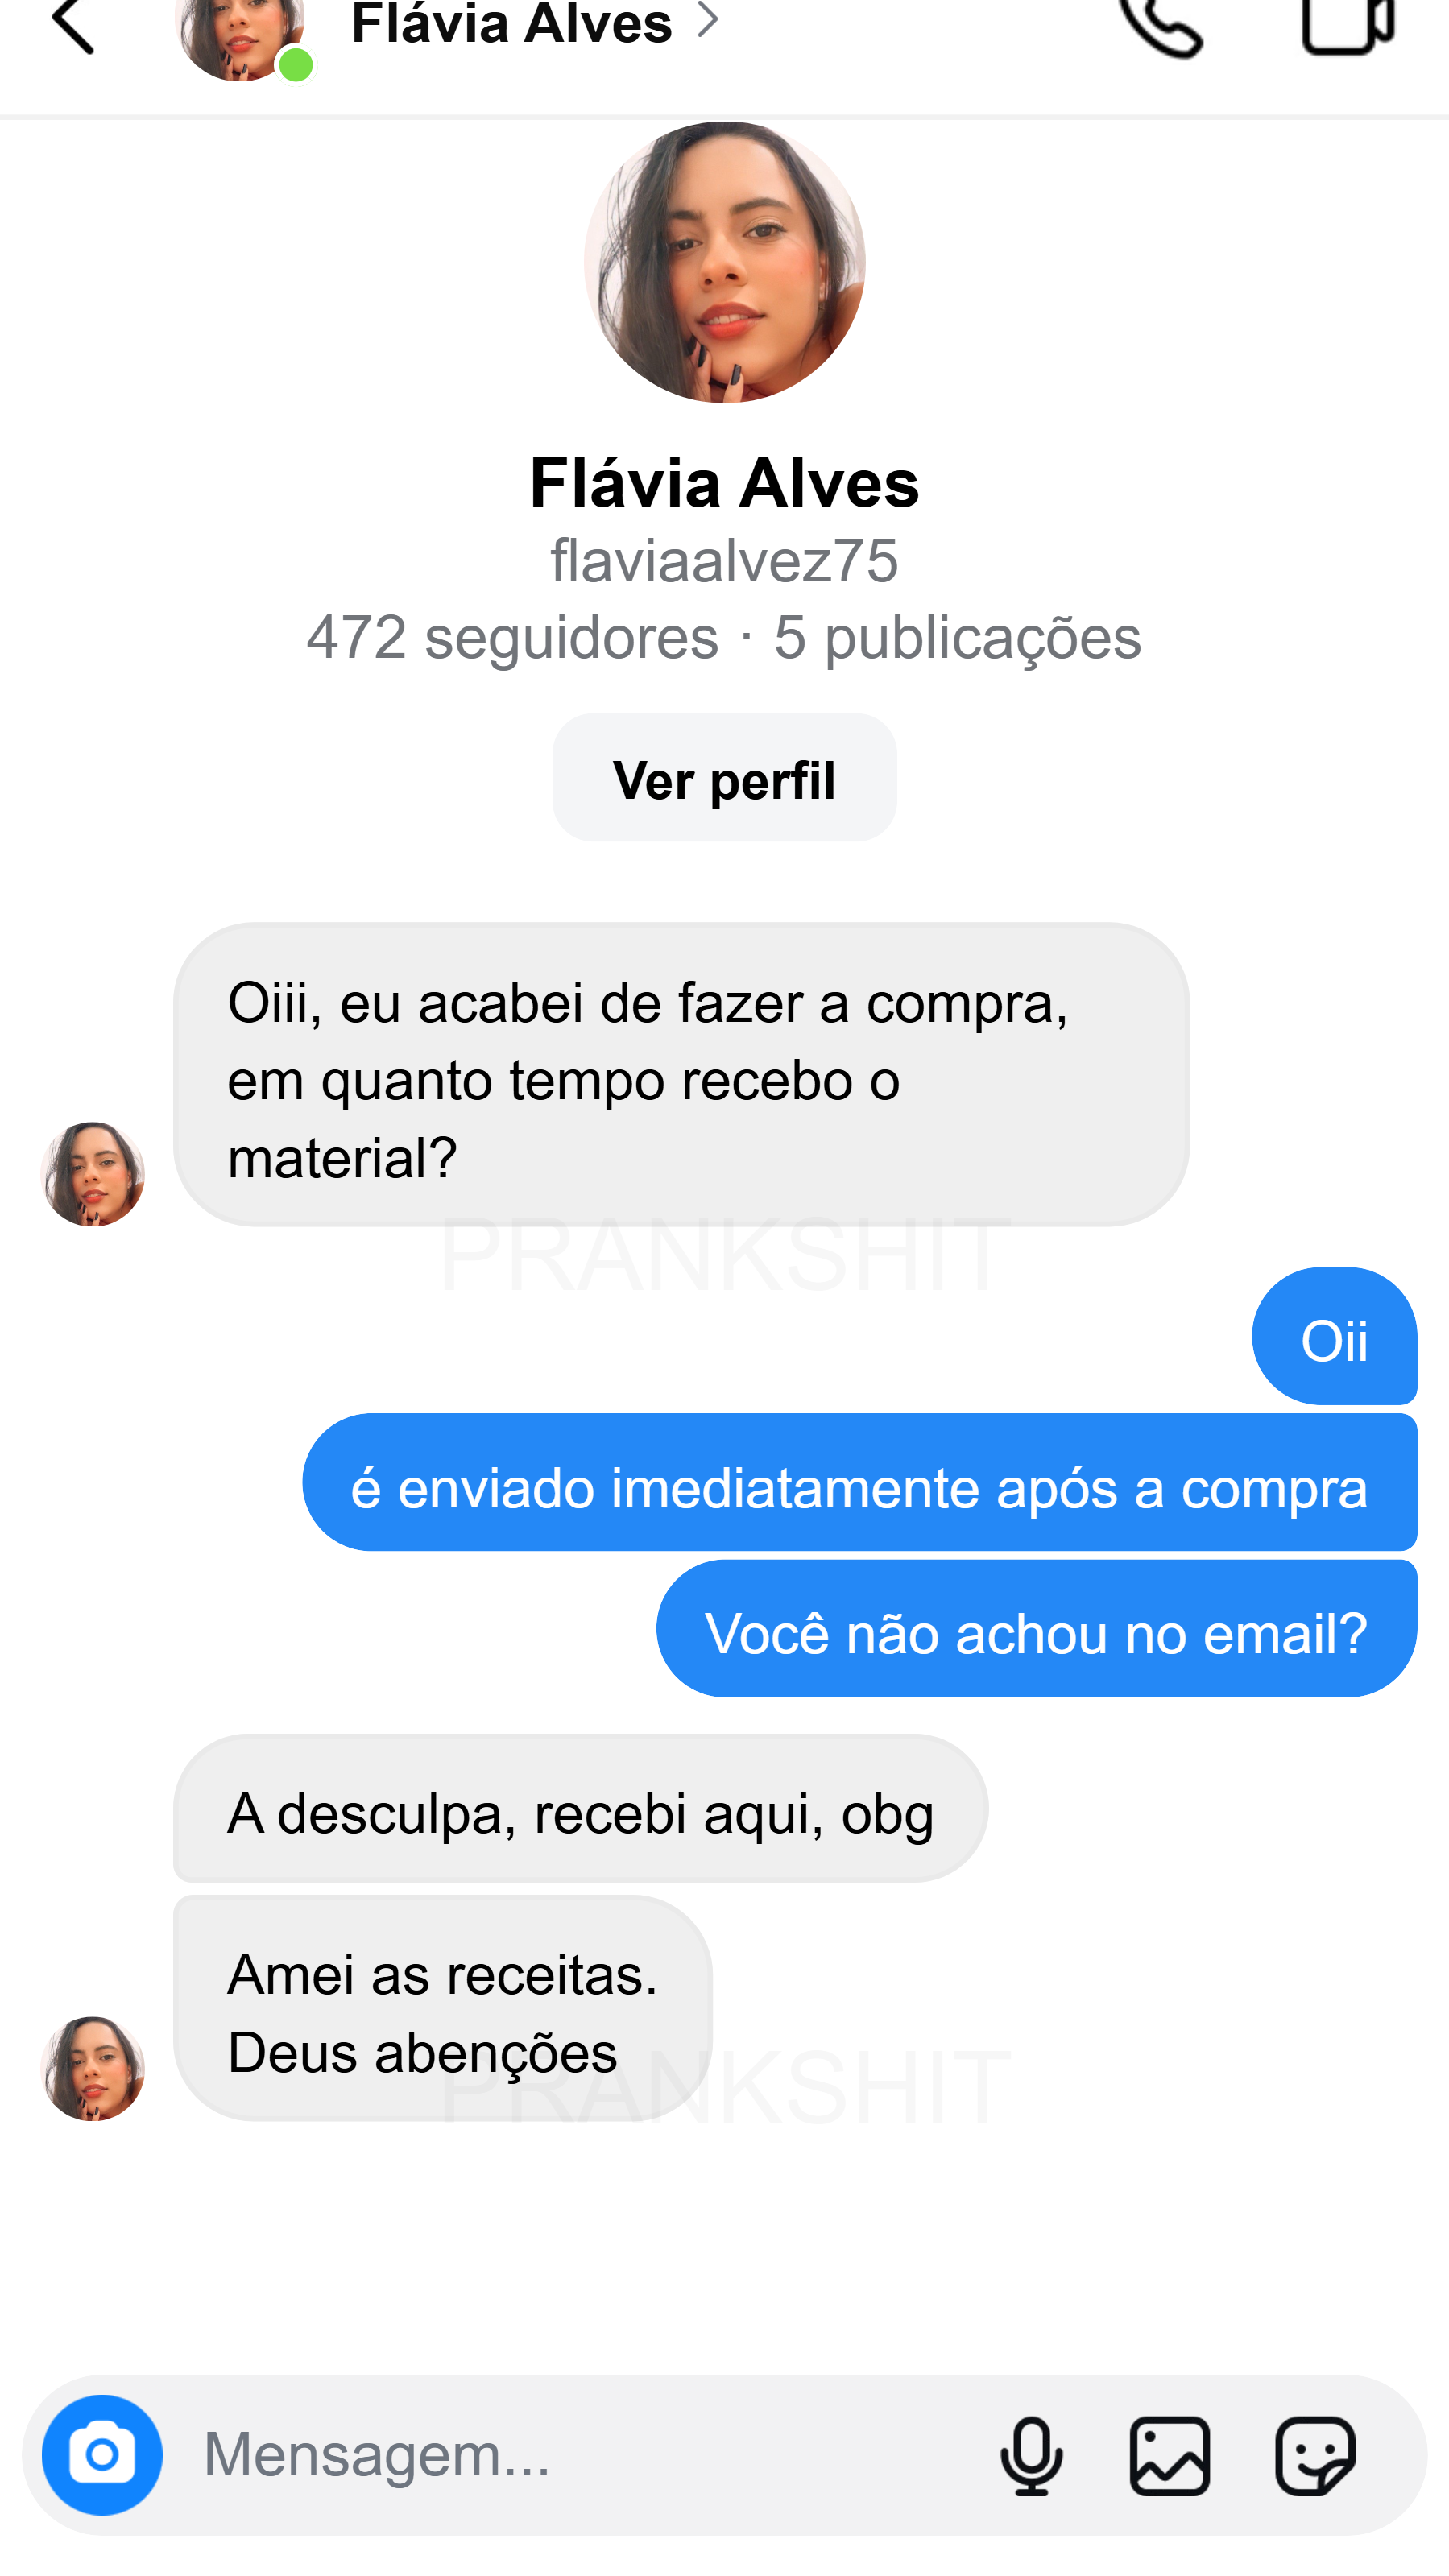 Flávia Alves
Flávia Alves
flaviaalvez75
472 seguidores · 5 publicações
Ver perfil
Oiii, eu acabei de fazer a compra,
em quanto tempo recebo o
material?
PRANKSHIT
Oii
é enviado imediatamente após a compra
Você não achou no email?
A desculpa, recebi aqui, obg
Amei as receitas.
Deus abenções
PRANKSHIT
Mensagem...